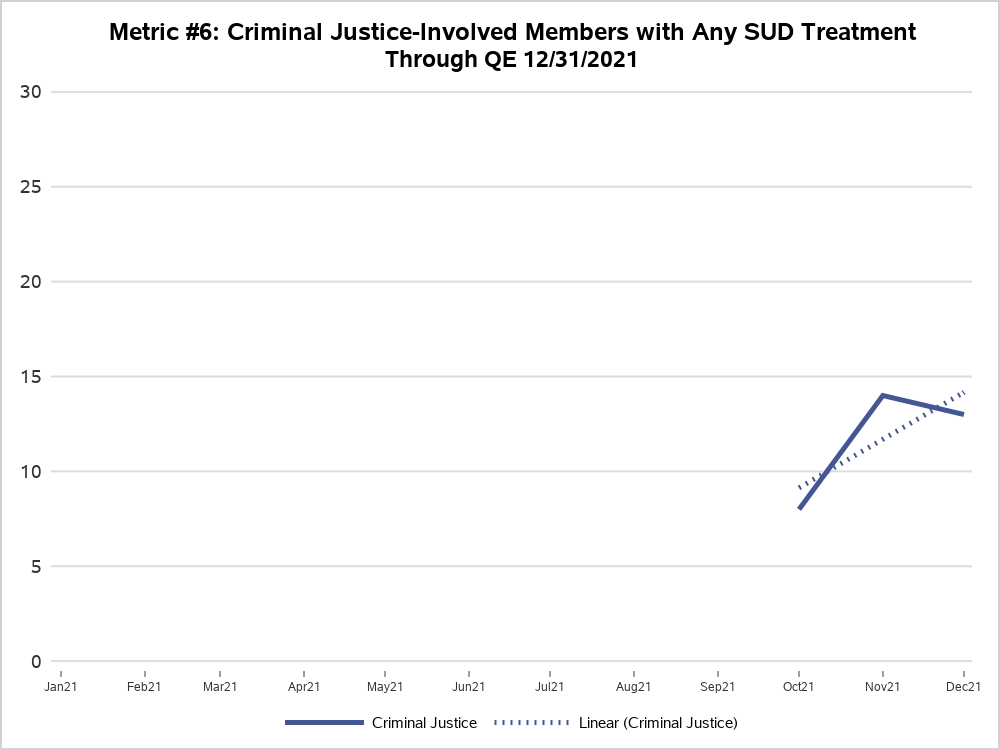 Metric #6: Criminal Justice-Involved Members with Any SUD Treatment
Through QE 12/31/2021
30
25
20
15
10
5
0
Jan21 Feb21 Mar21 Apr21 May21 Jun21 Jul21 Aug21 Sep21 Oct21 Nov21 Dec21
Criminal Justice Linear (Criminal Justice)